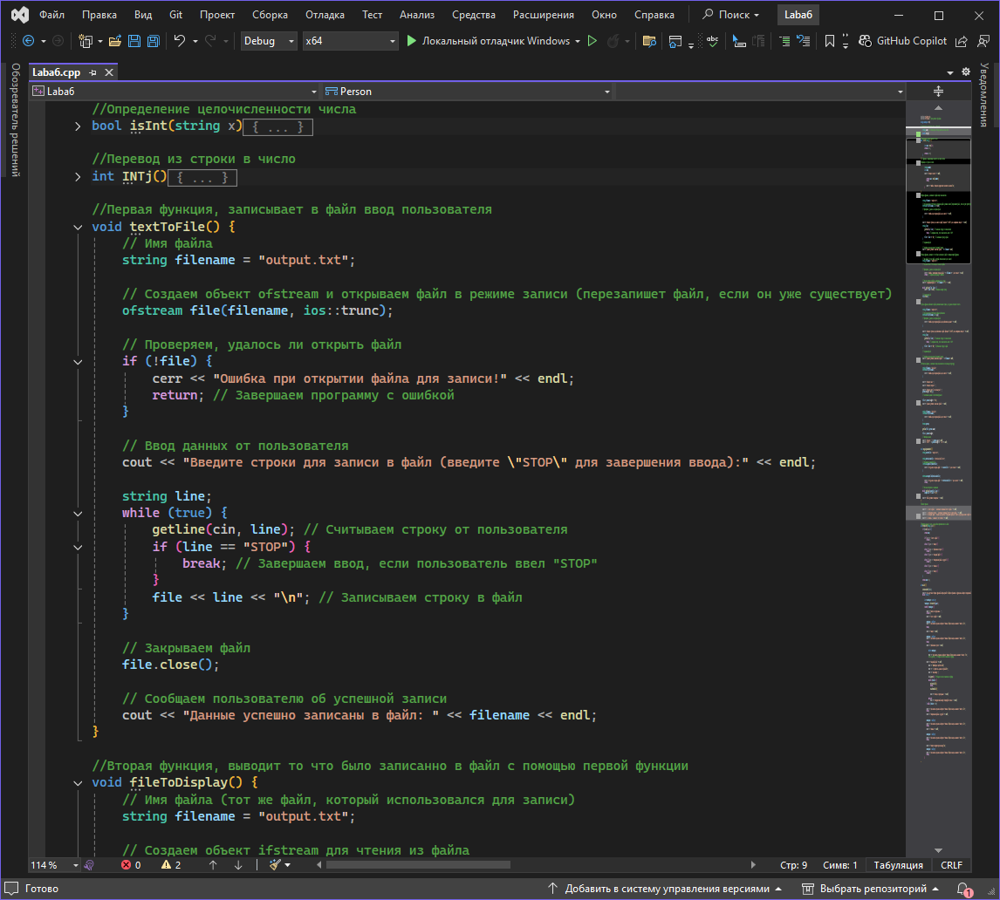 Файл Правка Вид Git Проект Сборка Отладка Тест Анализ Средства Расширения Окно Справка Поиск Laba6
Debug x64 Локальный отладчик Windows abc GitHub Copilot
Обозреватель решений
Laba6.cpp
Уведомления
Laba6 Person
//Определение целочисленности числа
bool isInt(string x){ ... }
//Перевод из строки в число
int INTj(){ ... }
//Первая функция, записывает в файл ввод пользователя
void textToFile() {
// Имя файла
string filename = "output.txt";
// Создаем объект ofstream и открываем файл в режиме записи (перезапишет файл, если он уже существует)
ofstream file(filename, ios::trunc);
// Проверяем, удалось ли открыть файл
if (!file) {
cerr << "Ошибка при открытии файла для записи!" << endl;
return; // Завершаем программу с ошибкой
}
// Ввод данных от пользователя
cout << "Введите строки для записи в файл (введите \"STOP\" для завершения ввода):" << endl;
string line;
while (true) {
getline(cin, line); // Считываем строку от пользователя
if (line == "STOP") {
break; // Завершаем ввод, если пользователь ввел "STOP"
}
file << line << "\n"; // Записываем строку в файл
}
// Закрываем файл
file.close();
// Сообщаем пользователю об успешной записи
cout << "Данные успешно записаны в файл: " << filename << endl;
}
//Вторая функция, выводит то что было записанно в файл с помощью первой функции
void fileToDisplay() {
// Имя файла (тот же файл, который использовался для записи)
string filename = "output.txt";
// Создаем объект ifstream для чтения из файла
114 % 0 2 Стр: 9 Симв: 1 Табуляция CRLF
Готово Добавить в систему управления версиями Выбрать репозиторий 1